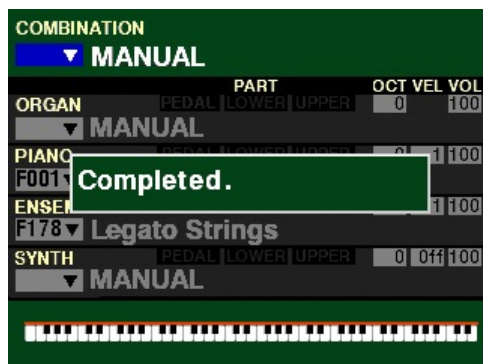 COMBINATION
MANUAL
PART OCT VEL VOL
ORGAN PEDAL LOWER UPPER 0 100
MANUAL
PIANO 1 100
F001
Completed.
ENSEM 1 100
F178 Legato Strings
SYNTH PEDAL LOWER UPPER 0 Off 100
MANUAL